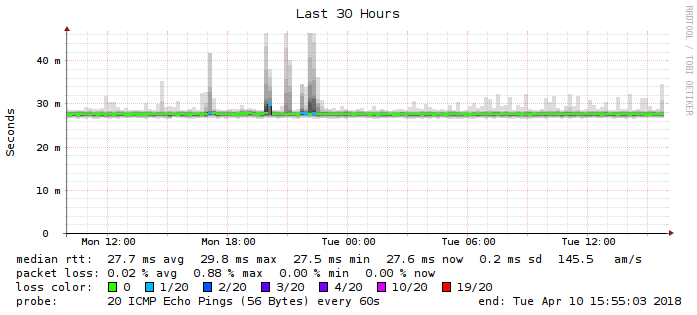 Last 30 Hours
RRDTOOL / TOBI OETIKER
Seconds
40 m
30 m
20 m
10 m
0
Mon 12:00 Mon 18:00 Tue 00:00 Tue 06:00 Tue 12:00
median rtt: 27.7 ms avg 29.8 ms max 27.5 ms min 27.6 ms now 0.2 ms sd 145.5 am/s
packet loss: 0.02 % avg 0.88 % max 0.00 % min 0.00 % now
loss color: 0 1/20 2/20 3/20 4/20 10/20 19/20
probe: 20 ICMP Echo Pings (56 Bytes) every 60s end: Tue Apr 10 15:55:03 2018